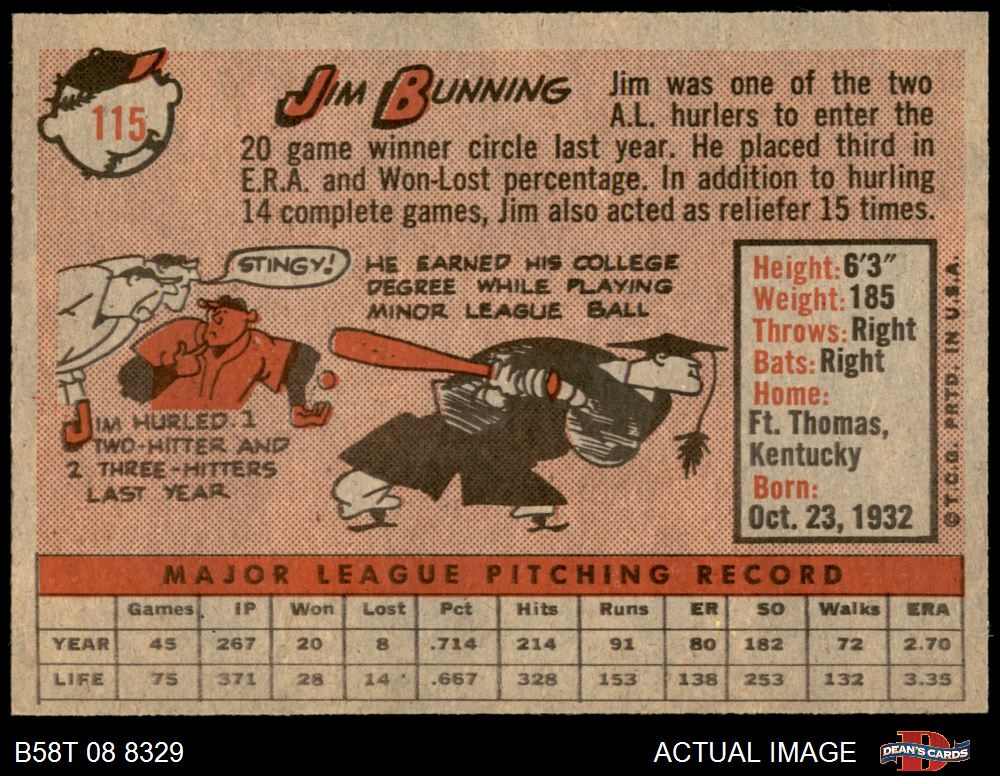 115
JIM BUNNING
Jim was one of the two
A.L. hurlers to enter the
20 game winner circle last year. He placed third in
E.R.A. and Won-Lost percentage. In addition to hurling
14 complete games, Jim also acted as reliefer 15 times.
STINGY!
HE EARNED HIS COLLEGE
DEGREE WHILE PLAYING
MINOR LEAGUE BALL
JIM HURLED 1
TWO-HITTER AND
2 THREE-HITTERS
LAST YEAR
Height: 6'3"
Weight: 185
Throws: Right
Bats: Right
Home:
Ft. Thomas,
Kentucky
Born:
Oct. 23, 1932
© T.C.G. PRTD. IN U.S.A.
MAJOR LEAGUE PITCHING RECORD
Games IP Won Lost Pct Hits Runs ER SO Walks ERA
YEAR 45 267 20 8 .714 214 91 80 182 72 2.70
LIFE 75 371 28 14 .667 328 153 138 253 132 3.35
B58T 08 8329 ACTUAL IMAGE DEAN'S CARDS